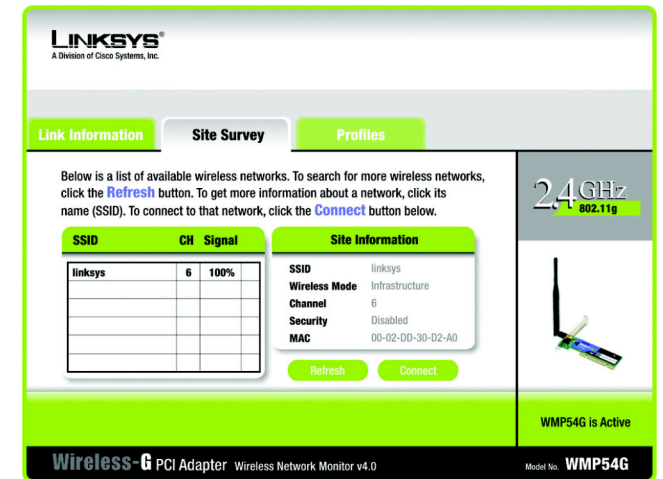 LINKSYS®
A Division of Cisco Systems, Inc.
Link Information
Site Survey
Profiles
Below is a list of available wireless networks. To search for more wireless networks,
click the Refresh button. To get more information about a network, click its
name (SSID). To connect to that network, click the Connect button below.
SSID CH Signal
linksys 6 100%
Site Information
SSID linksys
Wireless Mode Infrastructure
Channel 6
Security Disabled
MAC 00-02-DD-30-D2-A0
Refresh
Connect
2,4GHz
802.11g
WMP54G is Active
Wireless-G PCI Adapter Wireless Network Monitor v4.0
Model No. WMP54G